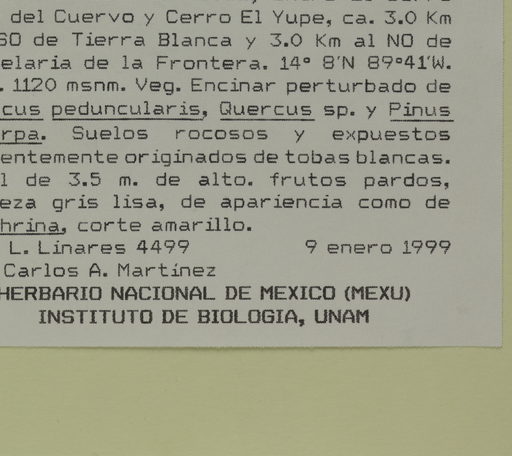 del Cuervo y Cerro El Yupe, ca. 3.0 Km
SO de Tierra Blanca y 3.0 Km al NO de
elaria de la Frontera. 14° 8'N 89°41'W.
. 1120 msnm. Veg. Encinar perturbado de
cus peduncularis, Quercus sp. y Pinus
rpa. Suelos rocosos y expuestos
entemente originados de tobas blancas.
l de 3.5 m. de alto. frutos pardos,
eza gris lisa, de apariencia como de
hrina, corte amarillo.
L. Linares 4499 9 enero 1999
Carlos A. Martínez
HERBARIO NACIONAL DE MEXICO (MEXU)
INSTITUTO DE BIOLOGIA, UNAM